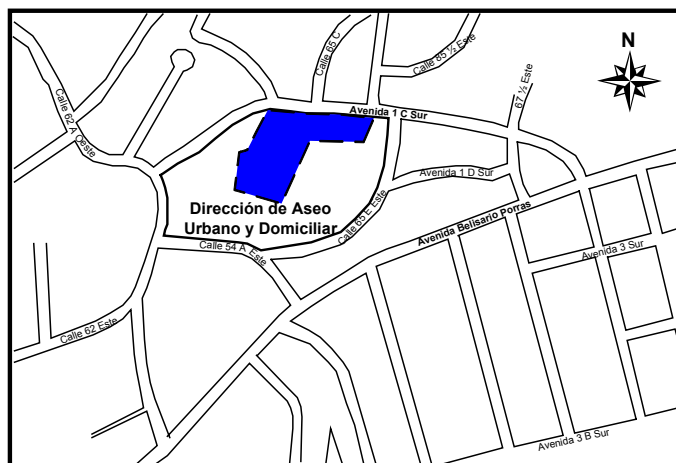 N
Calle 62 A Oeste
Calle 65 C
Calle 85 ½ Este
67 ½ Este
Avenida 1 C Sur
Avenida 1 D Sur
Dirección de Aseo
Urbano y Domiciliar
Calle 65 E Este
Calle 54 A Este
Avenida Belisario Porras
Avenida 3 Sur
Calle 62 Este
Avenida 3 B Sur